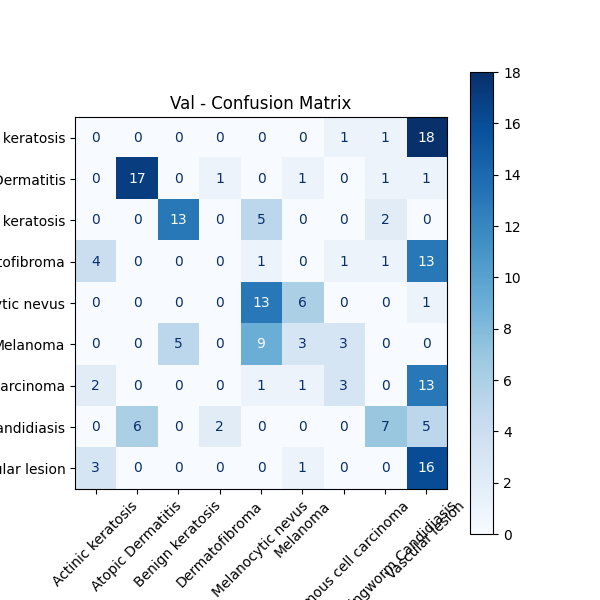 Val - Confusion Matrix
keratosis 0 0 0 0 0 0 1 1 18
Dermatitis 0 17 0 1 0 1 0 1 1
keratosis 0 0 13 0 5 0 0 2 0
tofibroma 4 0 0 0 1 0 1 1 13
ytic nevus 0 0 0 0 13 6 0 0 1
Melanoma 0 0 5 0 9 3 3 0 0
arcinoma 2 0 0 0 1 1 3 0 13
andidiasis 0 6 0 2 0 0 0 7 5
ular lesion 3 0 0 0 0 1 0 0 16
Actinic keratosis
Atopic Dermatitis
Benign keratosis
Dermatofibroma
Melanocytic nevus
Melanoma
mous cell carcinoma
ingworm Candidiasis
Vascular lesion
18
16
14
12
10
8
6
4
2
0